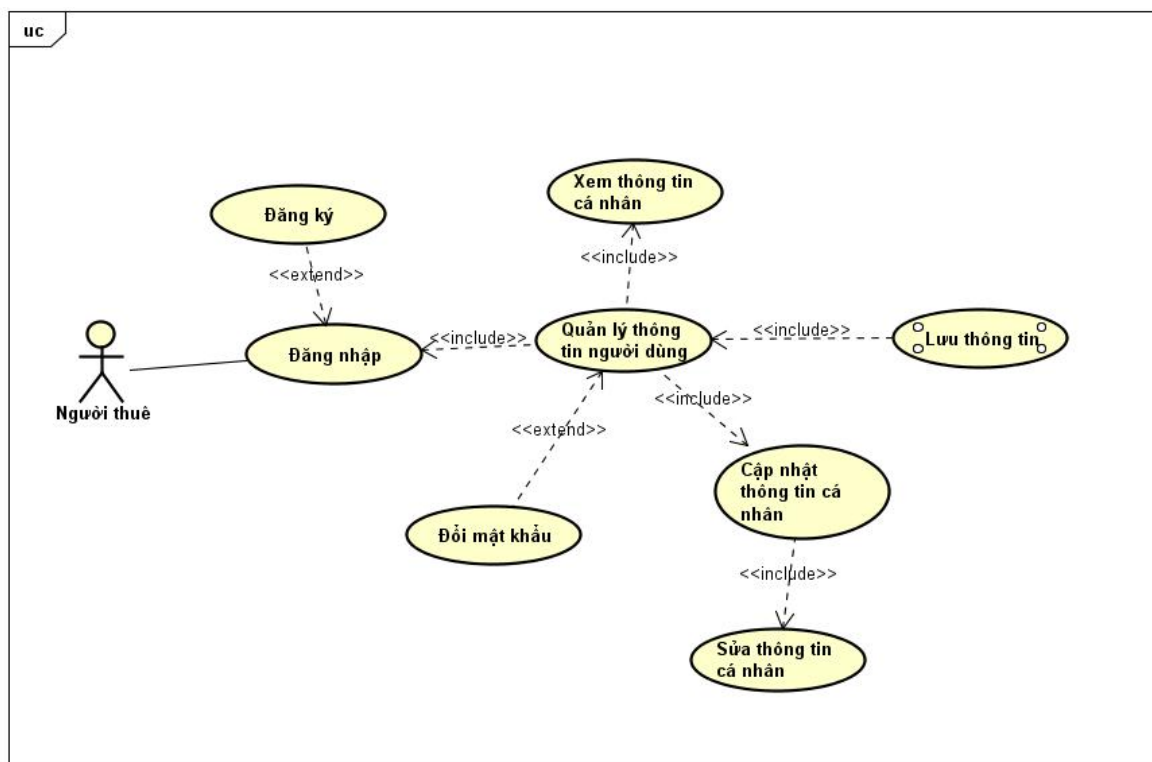 uc
Xem thông tin
cá nhân
Đăng ký
<<include>>
<<extend>>
Quản lý thông
tin người dùng
<<include>>
<<include>>
Lưu thông tin
Đăng nhập
Người thuê
<<include>>
<<extend>>
Cập nhật
thông tin cá
nhân
Đổi mật khẩu
<<include>>
Sửa thông tin
cá nhân